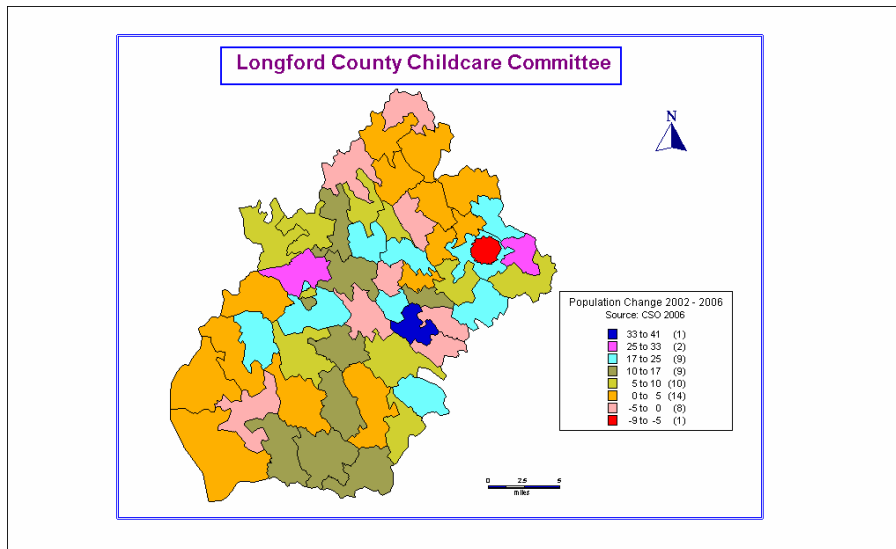 Longford County Childcare Committee
N
Population Change 2002 - 2006
Source: CSO 2006
33 to 41 (1)
25 to 33 (2)
17 to 25 (9)
10 to 17 (9)
5 to 10 (10)
0 to 5 (14)
-5 to 0 (8)
-9 to -5 (1)
0 2.5 5
miles